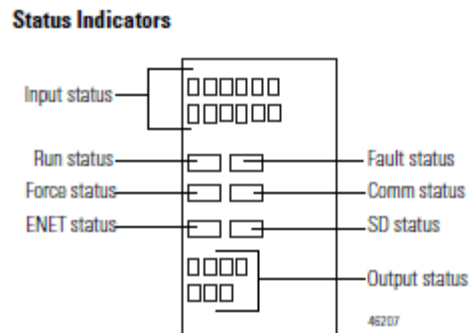 Status Indicators
Input status
Run status
Fault status
Force status
Comm status
ENET status
SD status
Output status
46207